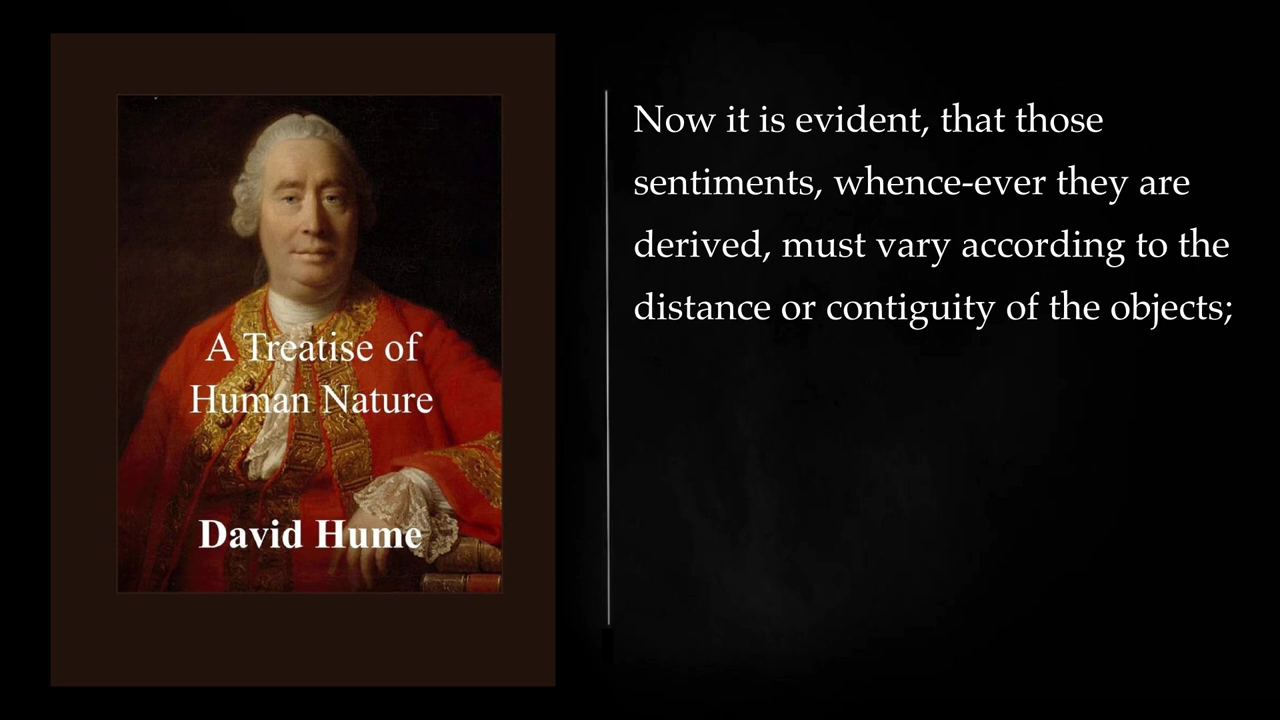 A Treatise of
Human Nature
David Hume
Now it is evident, that those
sentiments, whence-ever they are
derived, must vary according to the
distance or contiguity of the objects;